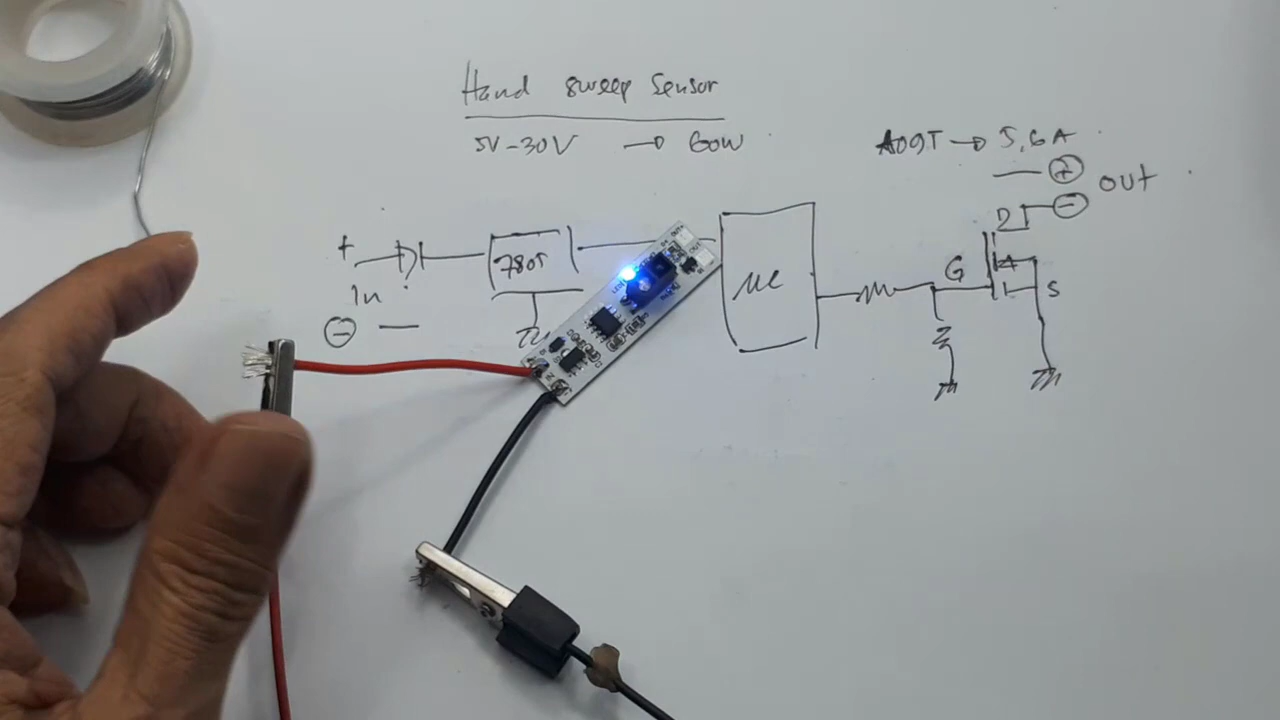 Hand sweep Sensor
5V-30V → 60W
A09T → 5,6A
+ OUT
-
D
+
In
-
7805
uc
G
S